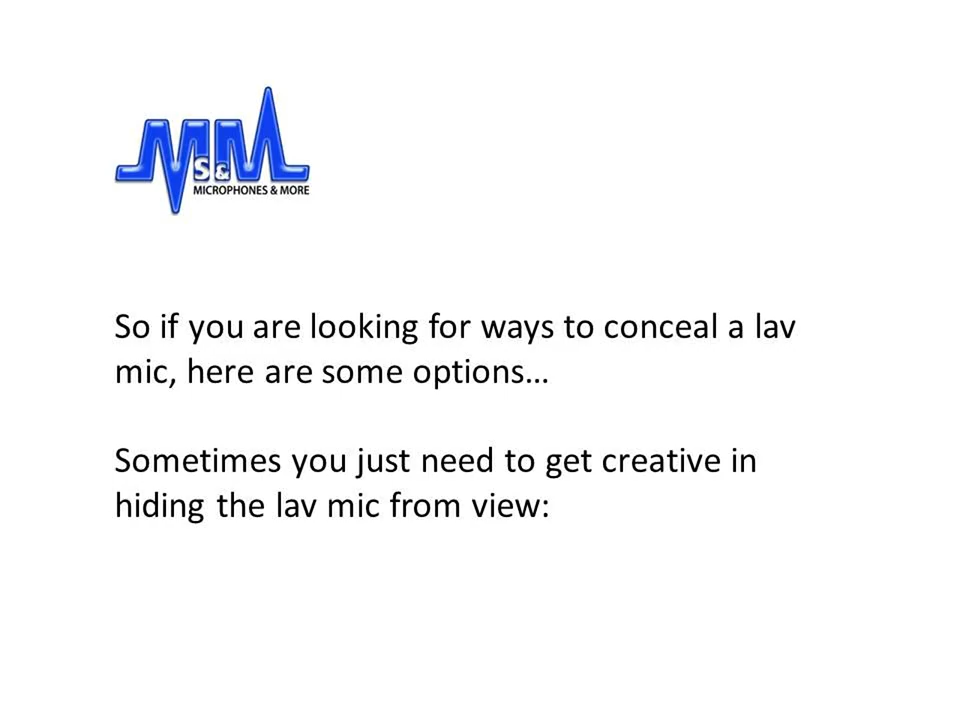 MS&M
MICROPHONES & MORE
So if you are looking for ways to conceal a lav
mic, here are some options...
Sometimes you just need to get creative in
hiding the lav mic from view: